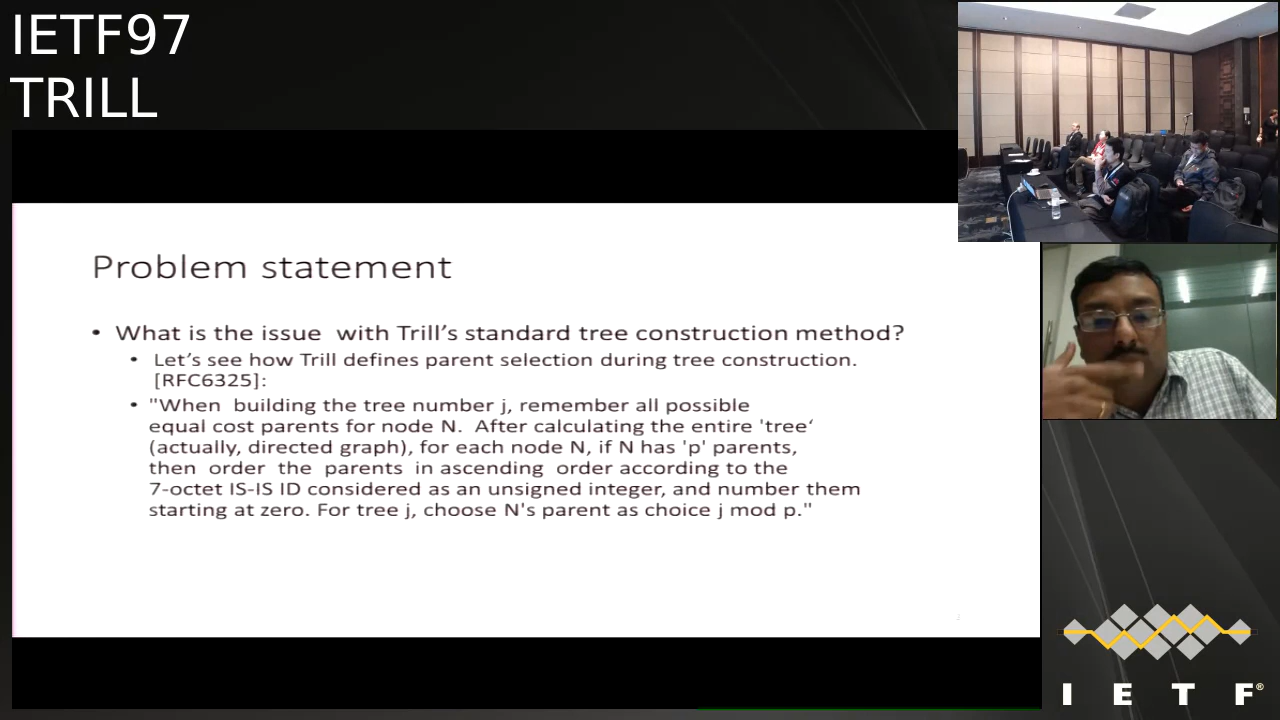 IETF97
TRILL
Problem statement
• What is the issue with Trill's standard tree construction method?
• Let's see how Trill defines parent selection during tree construction.
[RFC6325]:
• "When building the tree number j, remember all possible
equal cost parents for node N. After calculating the entire 'tree‘
(actually, directed graph), for each node N, if N has 'p' parents,
then order the parents in ascending order according to the
7-octet IS-IS ID considered as an unsigned integer, and number them
starting at zero. For tree j, choose N's parent as choice j mod p."
I E T F®